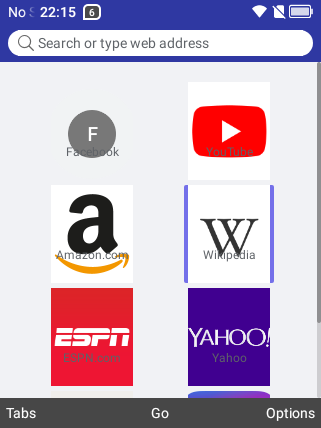 No S 22:15 6
Search or type web address
F
Facebook
YouTube
a
Amazon.com
W
Wikipedia
ESPN
ESPN.com
YAHOO!
Yahoo
Tabs Go Options